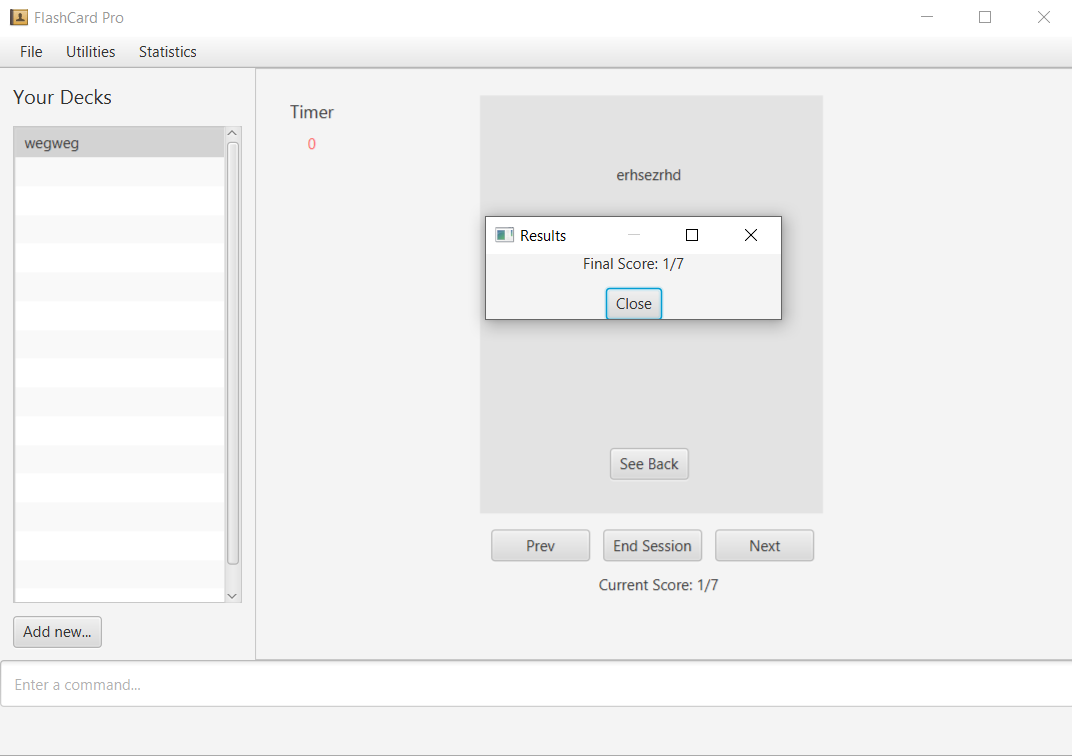 FlashCard Pro
File Utilities Statistics
Your Decks
wegweg
Add new...
Timer
0
erhsezrhd
Results
Final Score: 1/7
Close
See Back
Prev End Session Next
Current Score: 1/7
Enter a command...